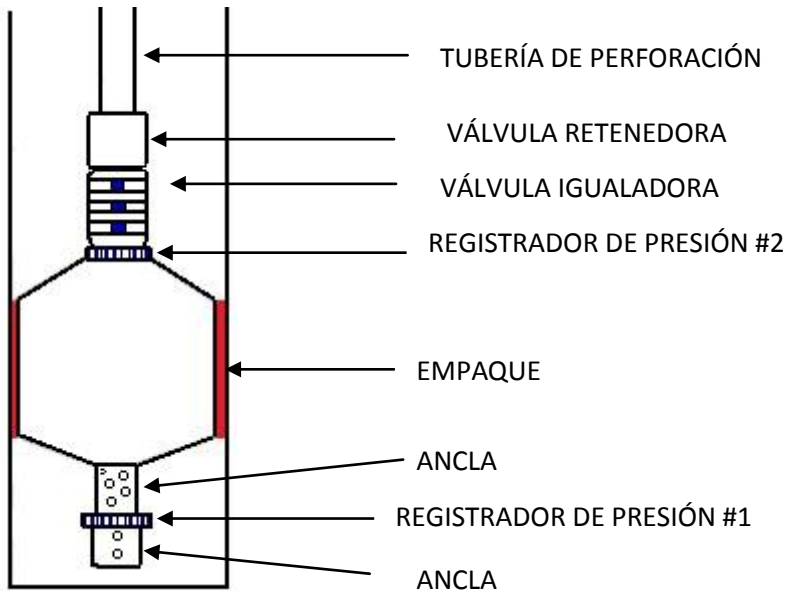 TUBERÍA DE PERFORACIÓN
VÁLVULA RETENEDORA
VÁLVULA IGUALADORA
REGISTRADOR DE PRESIÓN #2
EMPAQUE
ANCLA
REGISTRADOR DE PRESIÓN #1
ANCLA